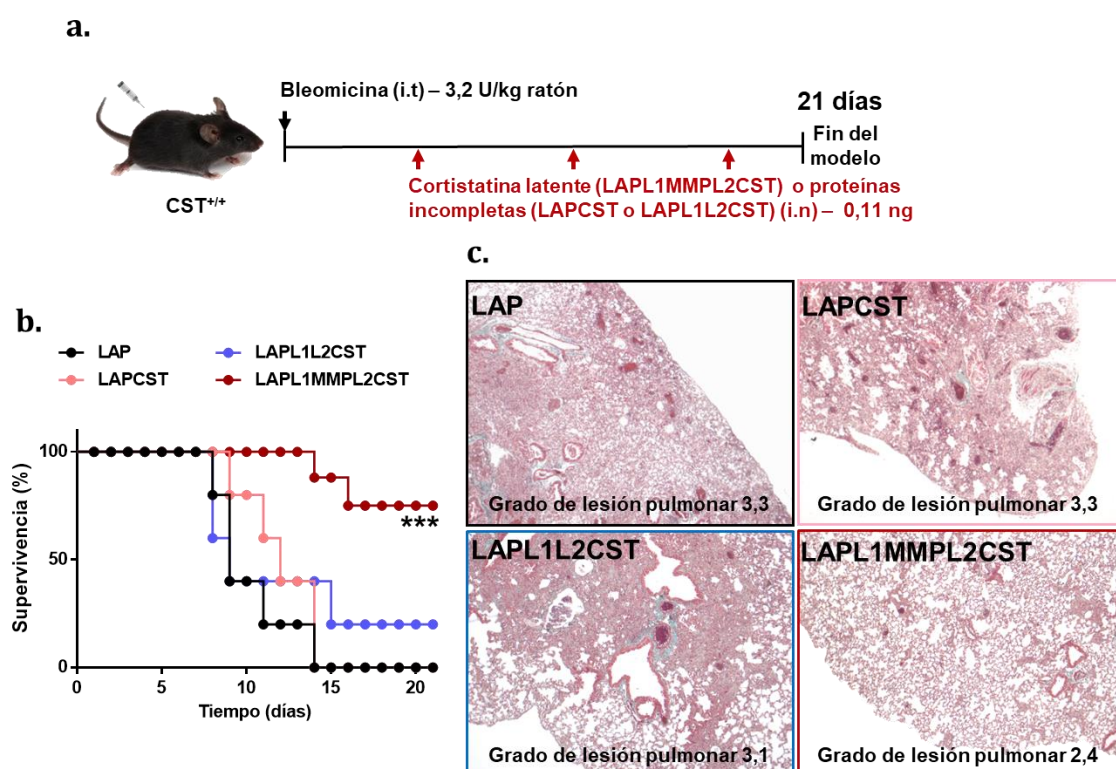 a.
Bleomicina (i.t) – 3,2 U/kg ratón
21 días
Fin del
modelo
CST+/+
Cortistatina latente (LAPL1MMPL2CST) o proteínas
incompletas (LAPCST o LAPL1L2CST) (i.n) – 0,11 ng
b.
LAP
LAPL1L2CST
LAPCST
LAPL1MMPL2CST
Supervivencia (%)
100
50
0
***
0
5
10
15
20
Tiempo (días)
c.
LAP
Grado de lesión pulmonar 3,3
LAPCST
Grado de lesión pulmonar 3,3
LAPL1L2CST
Grado de lesión pulmonar 3,1
LAPL1MMPL2CST
Grado de lesión pulmonar 2,4